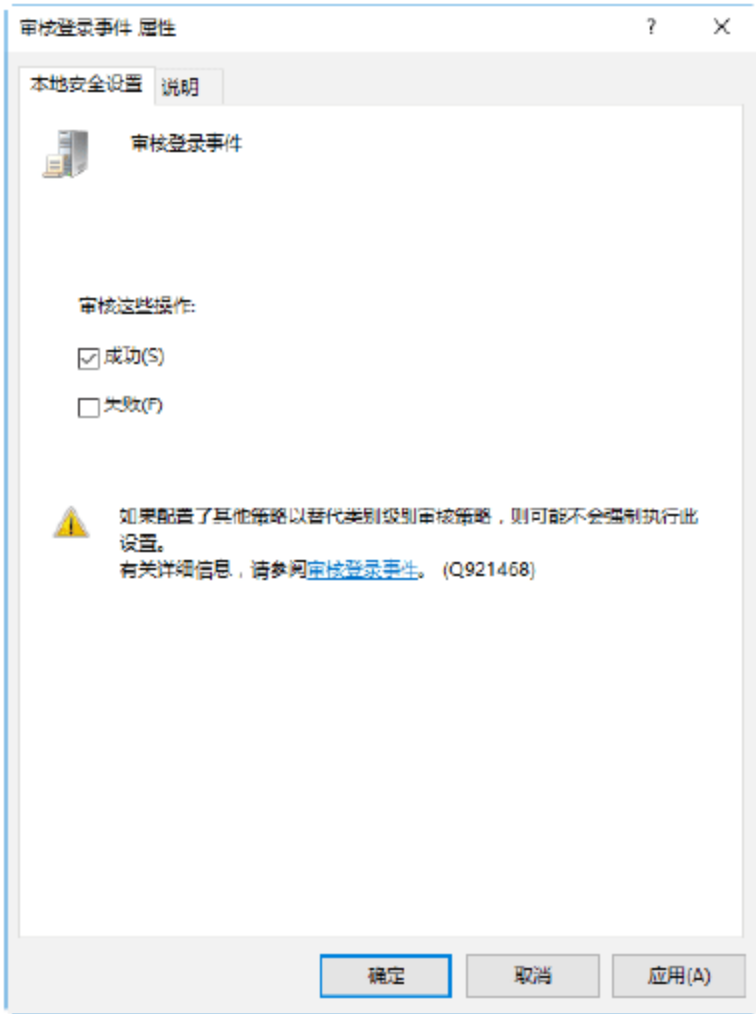 审核登录事件 属性
?
本地安全设置
说明
审核登录事件
审核这些操作:
成功(S)
失败(F)
如果配置了其他策略以替代类别级别审核策略，则可能不会强制执行此
设置。
有关详细信息，请参阅审核登录事件。 (Q921468)
确定
取消
应用(A)